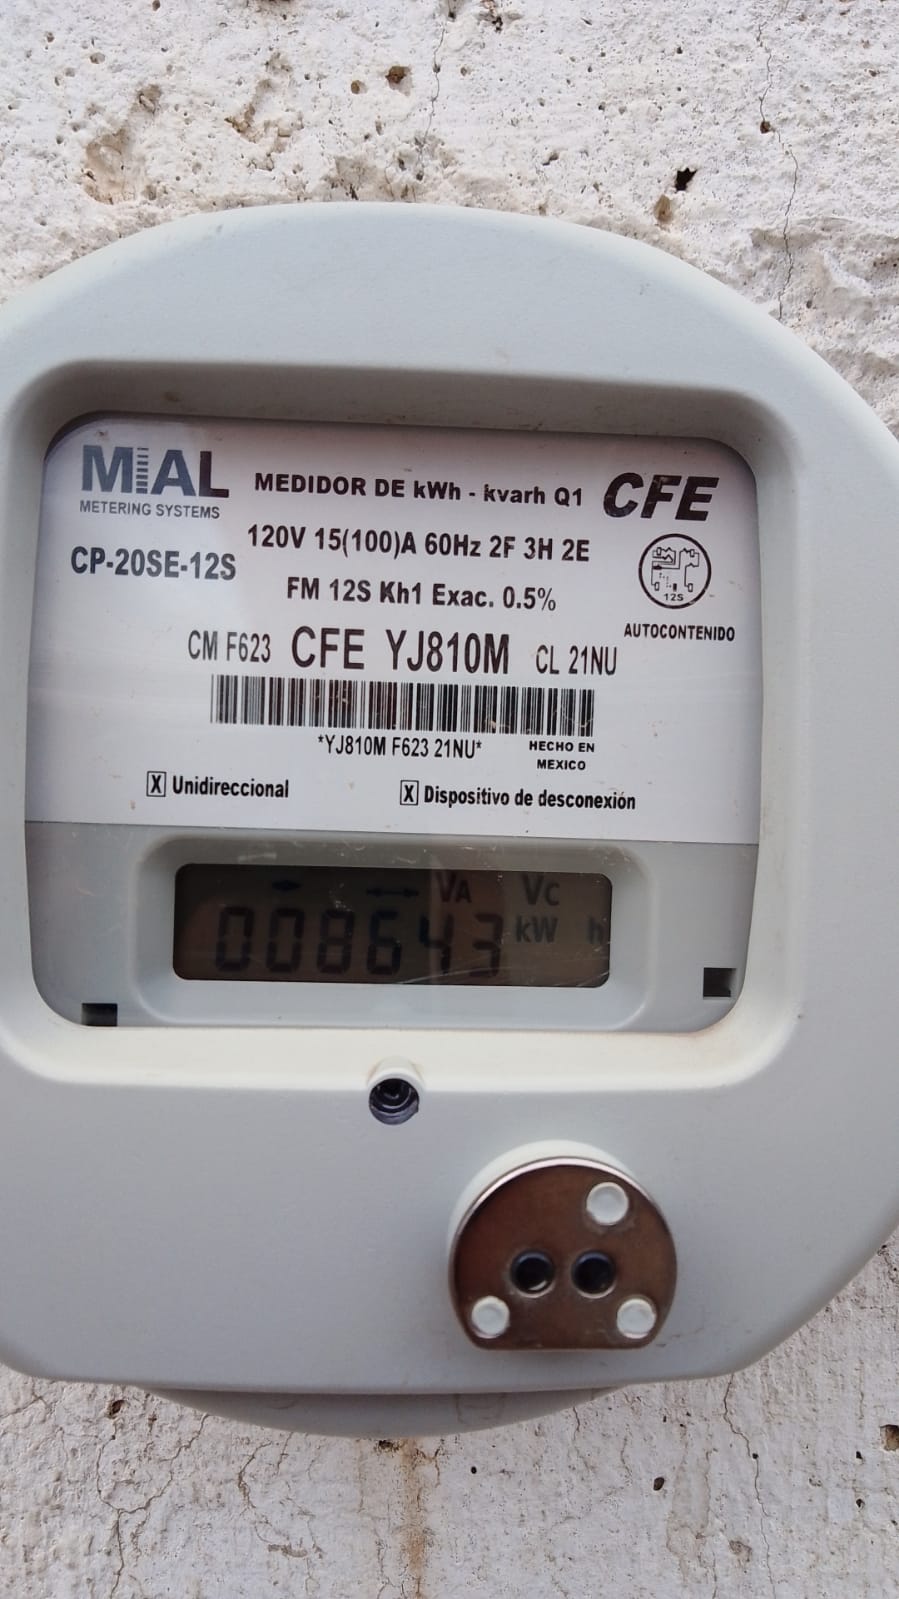 MIAL
METERING SYSTEMS
MEDIDOR DE kWh - kvarh Q1
CFE
120V 15(100)A 60Hz 2F 3H 2E
CP-20SE-12S
FM 12S Kh1 Exac. 0.5%
12S
AUTOCONTENIDO
CM F623 CFE YJ810M CL 21NU
*YJ810M F623 21NU*
HECHO EN
MEXICO
X Unidireccional
X Dispositivo de desconexión
VA VC
008643 kW h